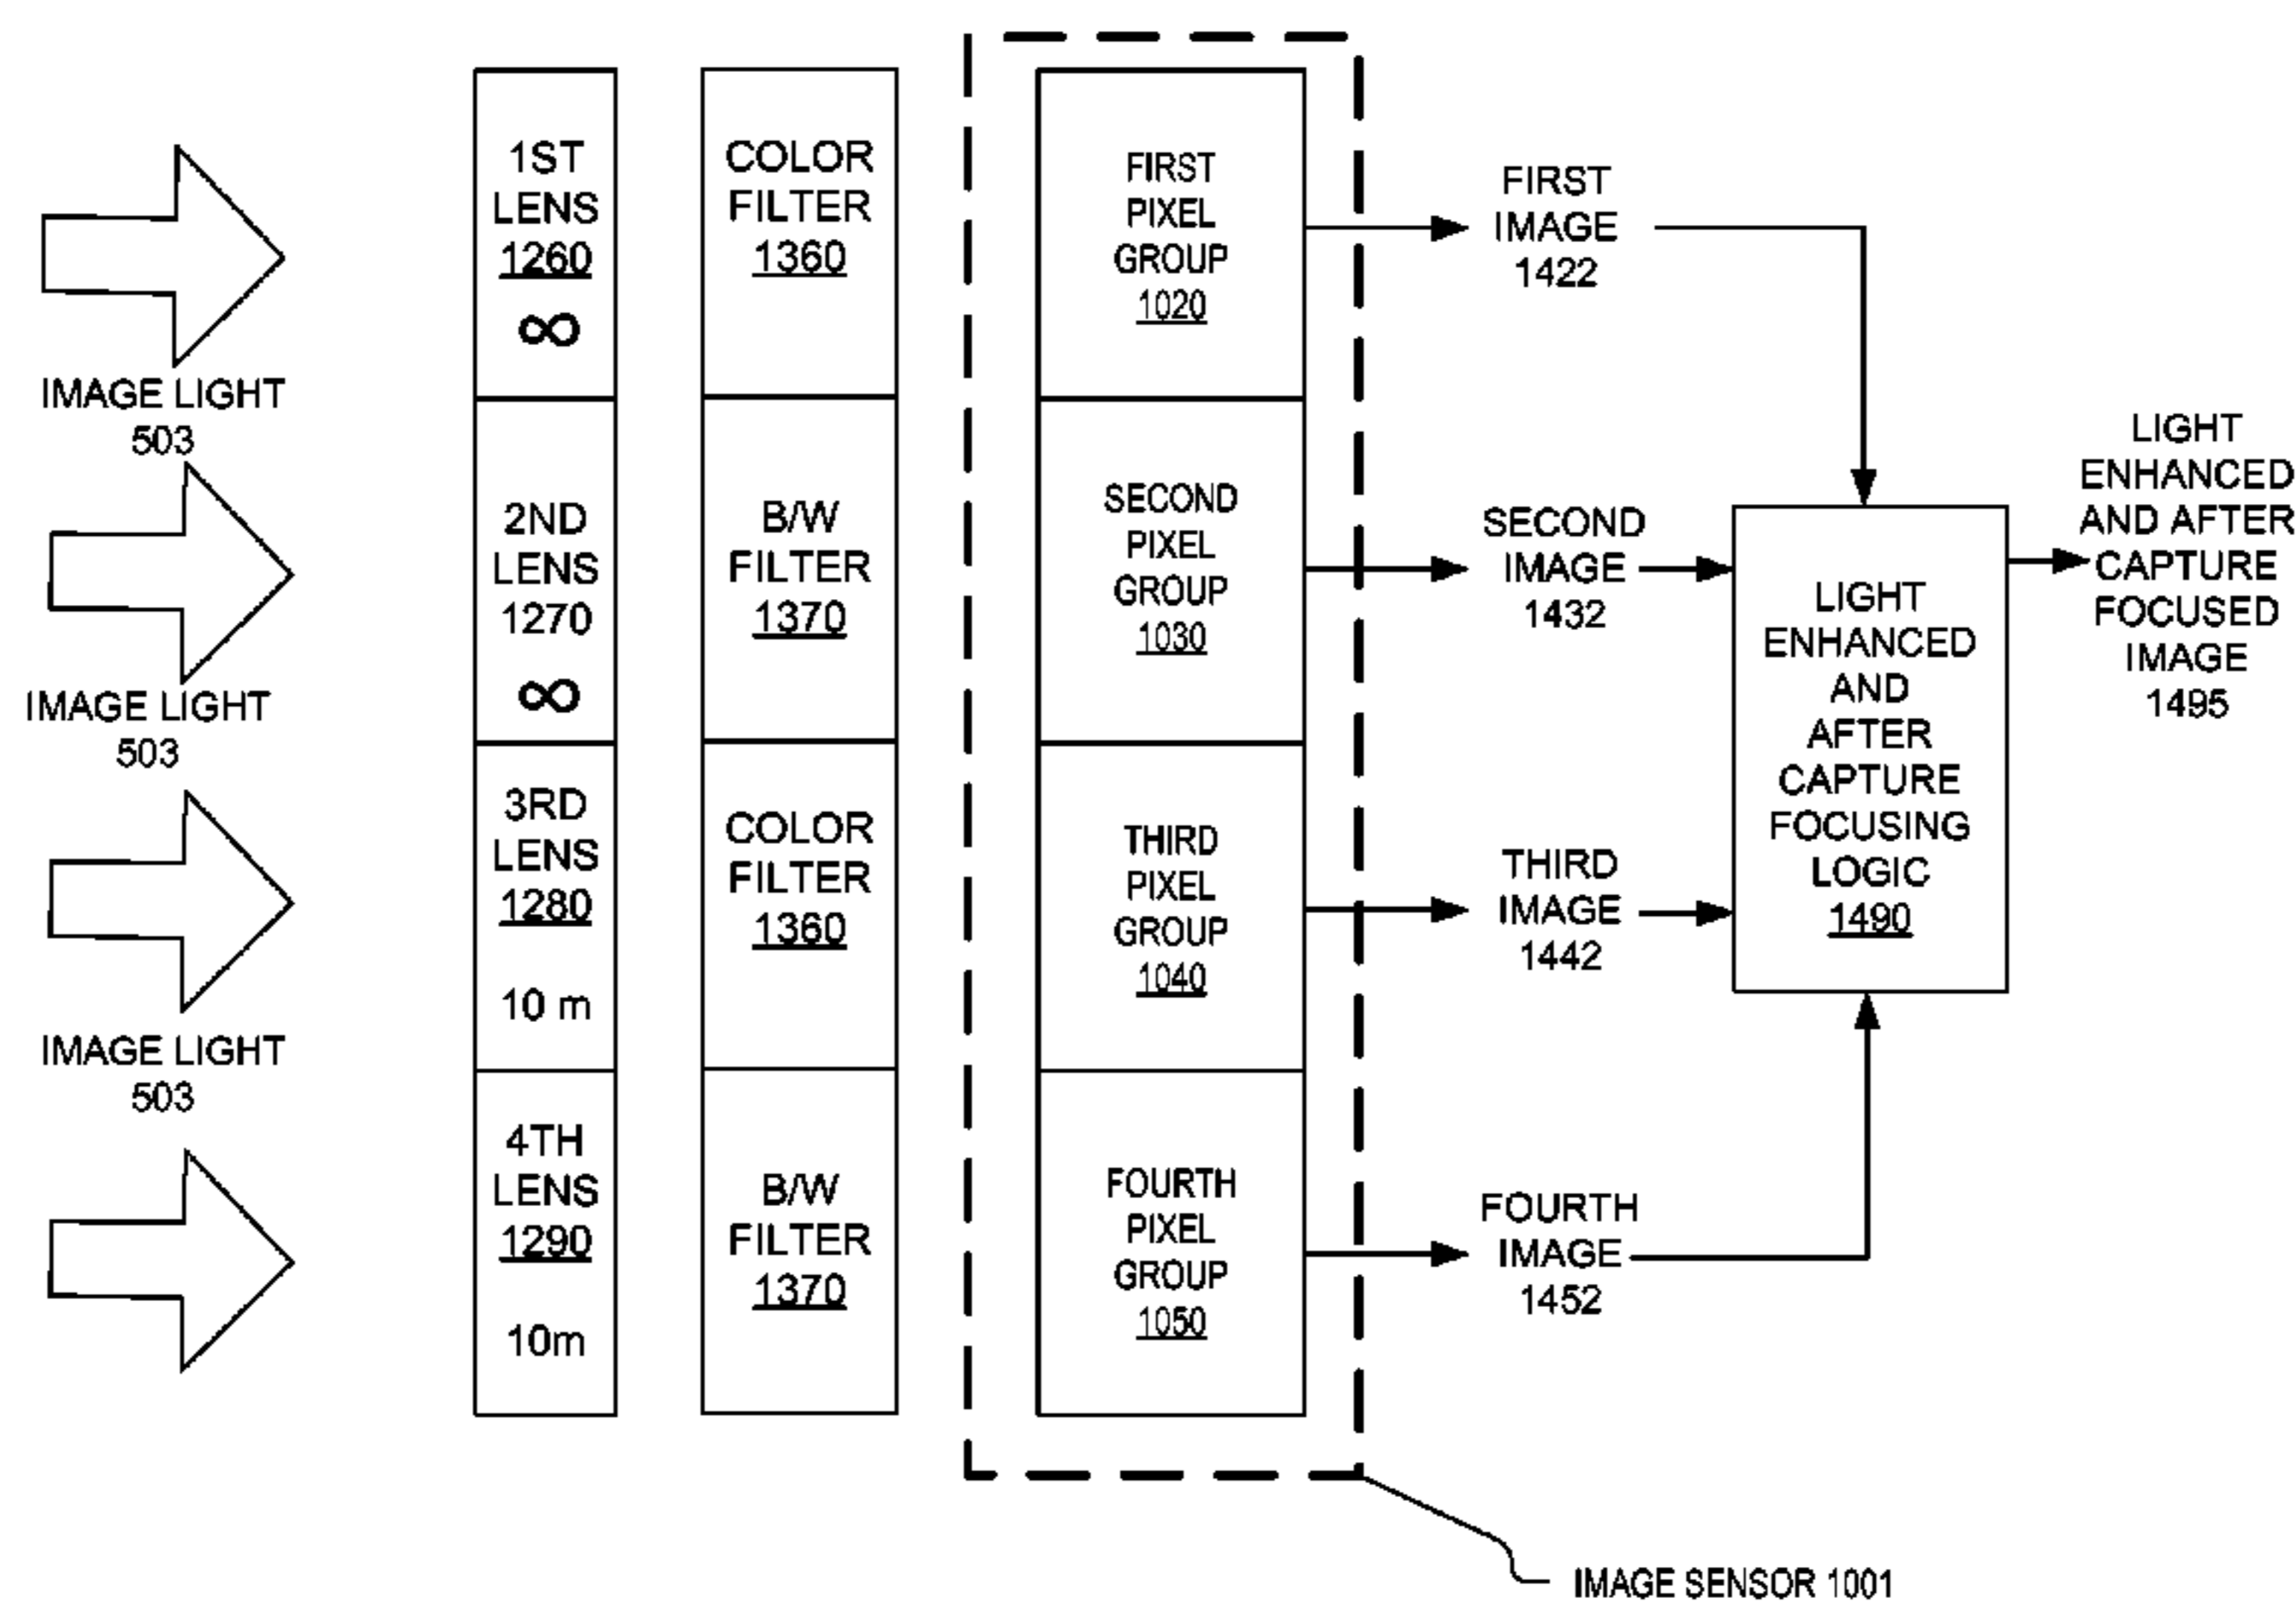 IMAGE LIGHT
503
IMAGE LIGHT
503
IMAGE LIGHT
503
1ST
LENS
1260
∞
2ND
LENS
1270
∞
3RD
LENS
1280
10 m
4TH
LENS
1290
10m
COLOR
FILTER
1360
B/W
FILTER
1370
COLOR
FILTER
1360
B/W
FILTER
1370
FIRST
PIXEL
GROUP
1020
SECOND
PIXEL
GROUP
1030
THIRD
PIXEL
GROUP
1040
FOURTH
PIXEL
GROUP
1050
FIRST
IMAGE
1422
SECOND
IMAGE
1432
THIRD
IMAGE
1442
FOURTH
IMAGE
1452
LIGHT
ENHANCED
AND
AFTER
CAPTURE
FOCUSING
LOGIC
1490
LIGHT
ENHANCED
AND AFTER
CAPTURE
FOCUSED
IMAGE
1495
IMAGE SENSOR 1001